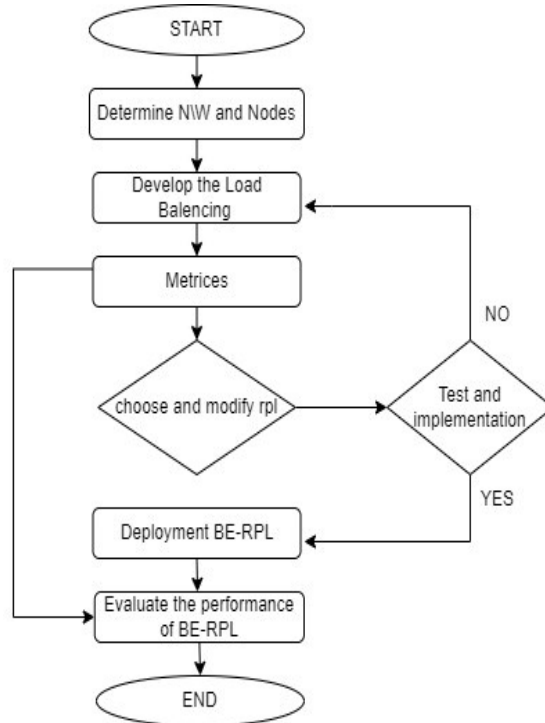 START
Determine N\W and Nodes
Develop the Load
Balencing
Metrices
NO
choose and modify rpl
Test and
implementation
YES
Deployment BE-RPL
Evaluate the performance
of BE-RPL
END